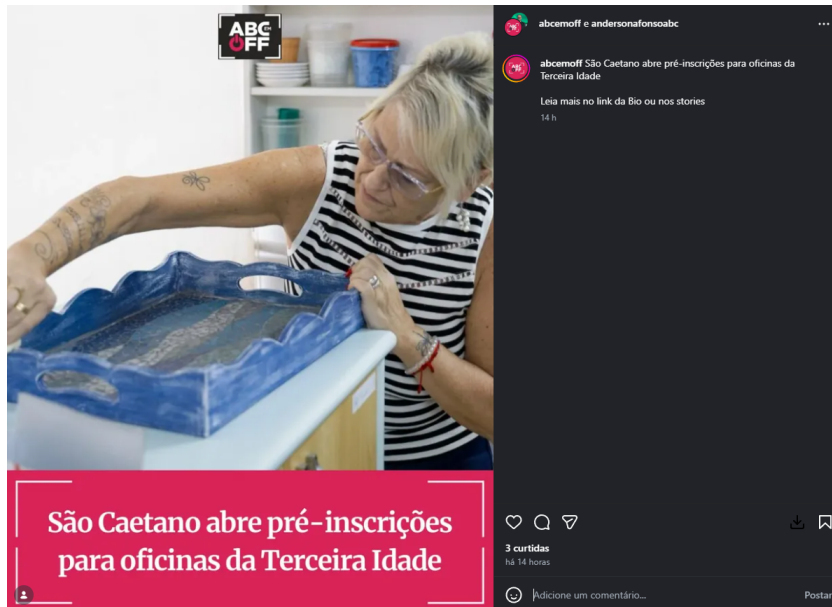 ABC EM
OFF
São Caetano abre pré-inscrições
para oficinas da Terceira Idade
abcemoff e andersonafonsoabc
abcemoff São Caetano abre pré-inscrições para oficinas da
Terceira Idade
Leia mais no link da Bio ou nos stories
14 h
3 curtidas
há 14 horas
Adicione um comentário...
Postar